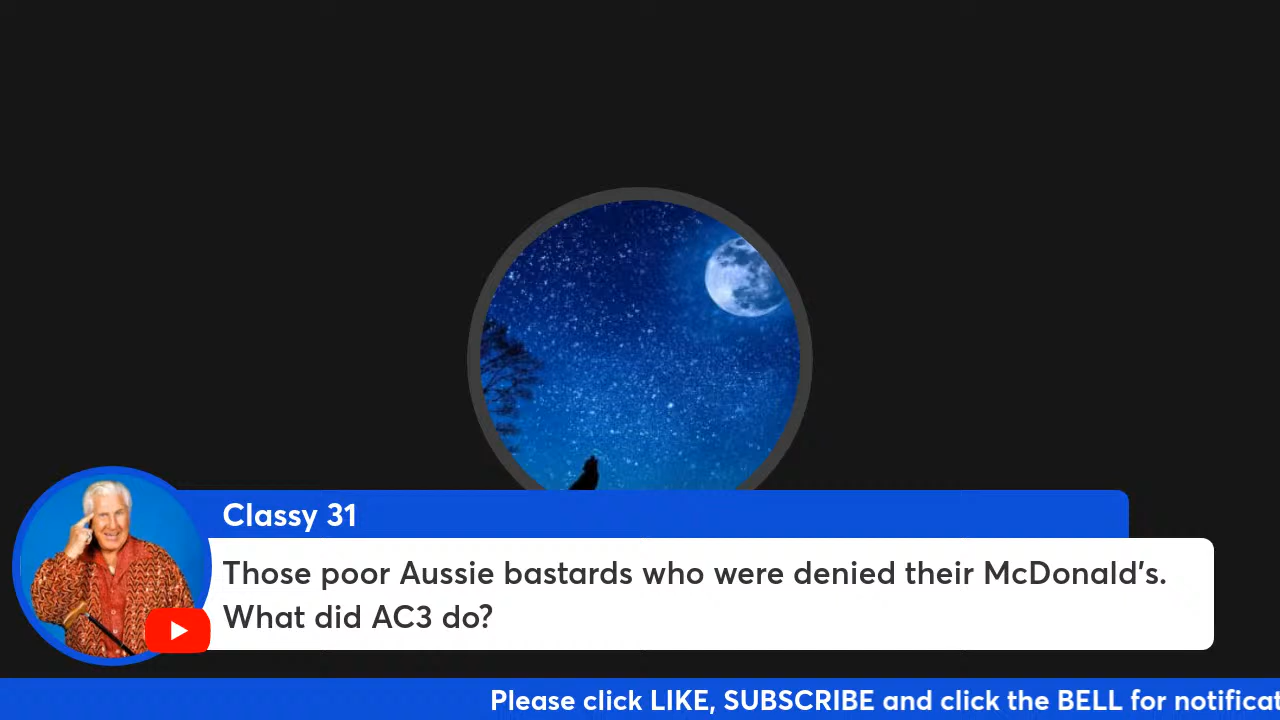 Classy 31
Those poor Aussie bastards who were denied their McDonald's.
What did AC3 do?
Please click LIKE, SUBSCRIBE and click the BELL for notificat